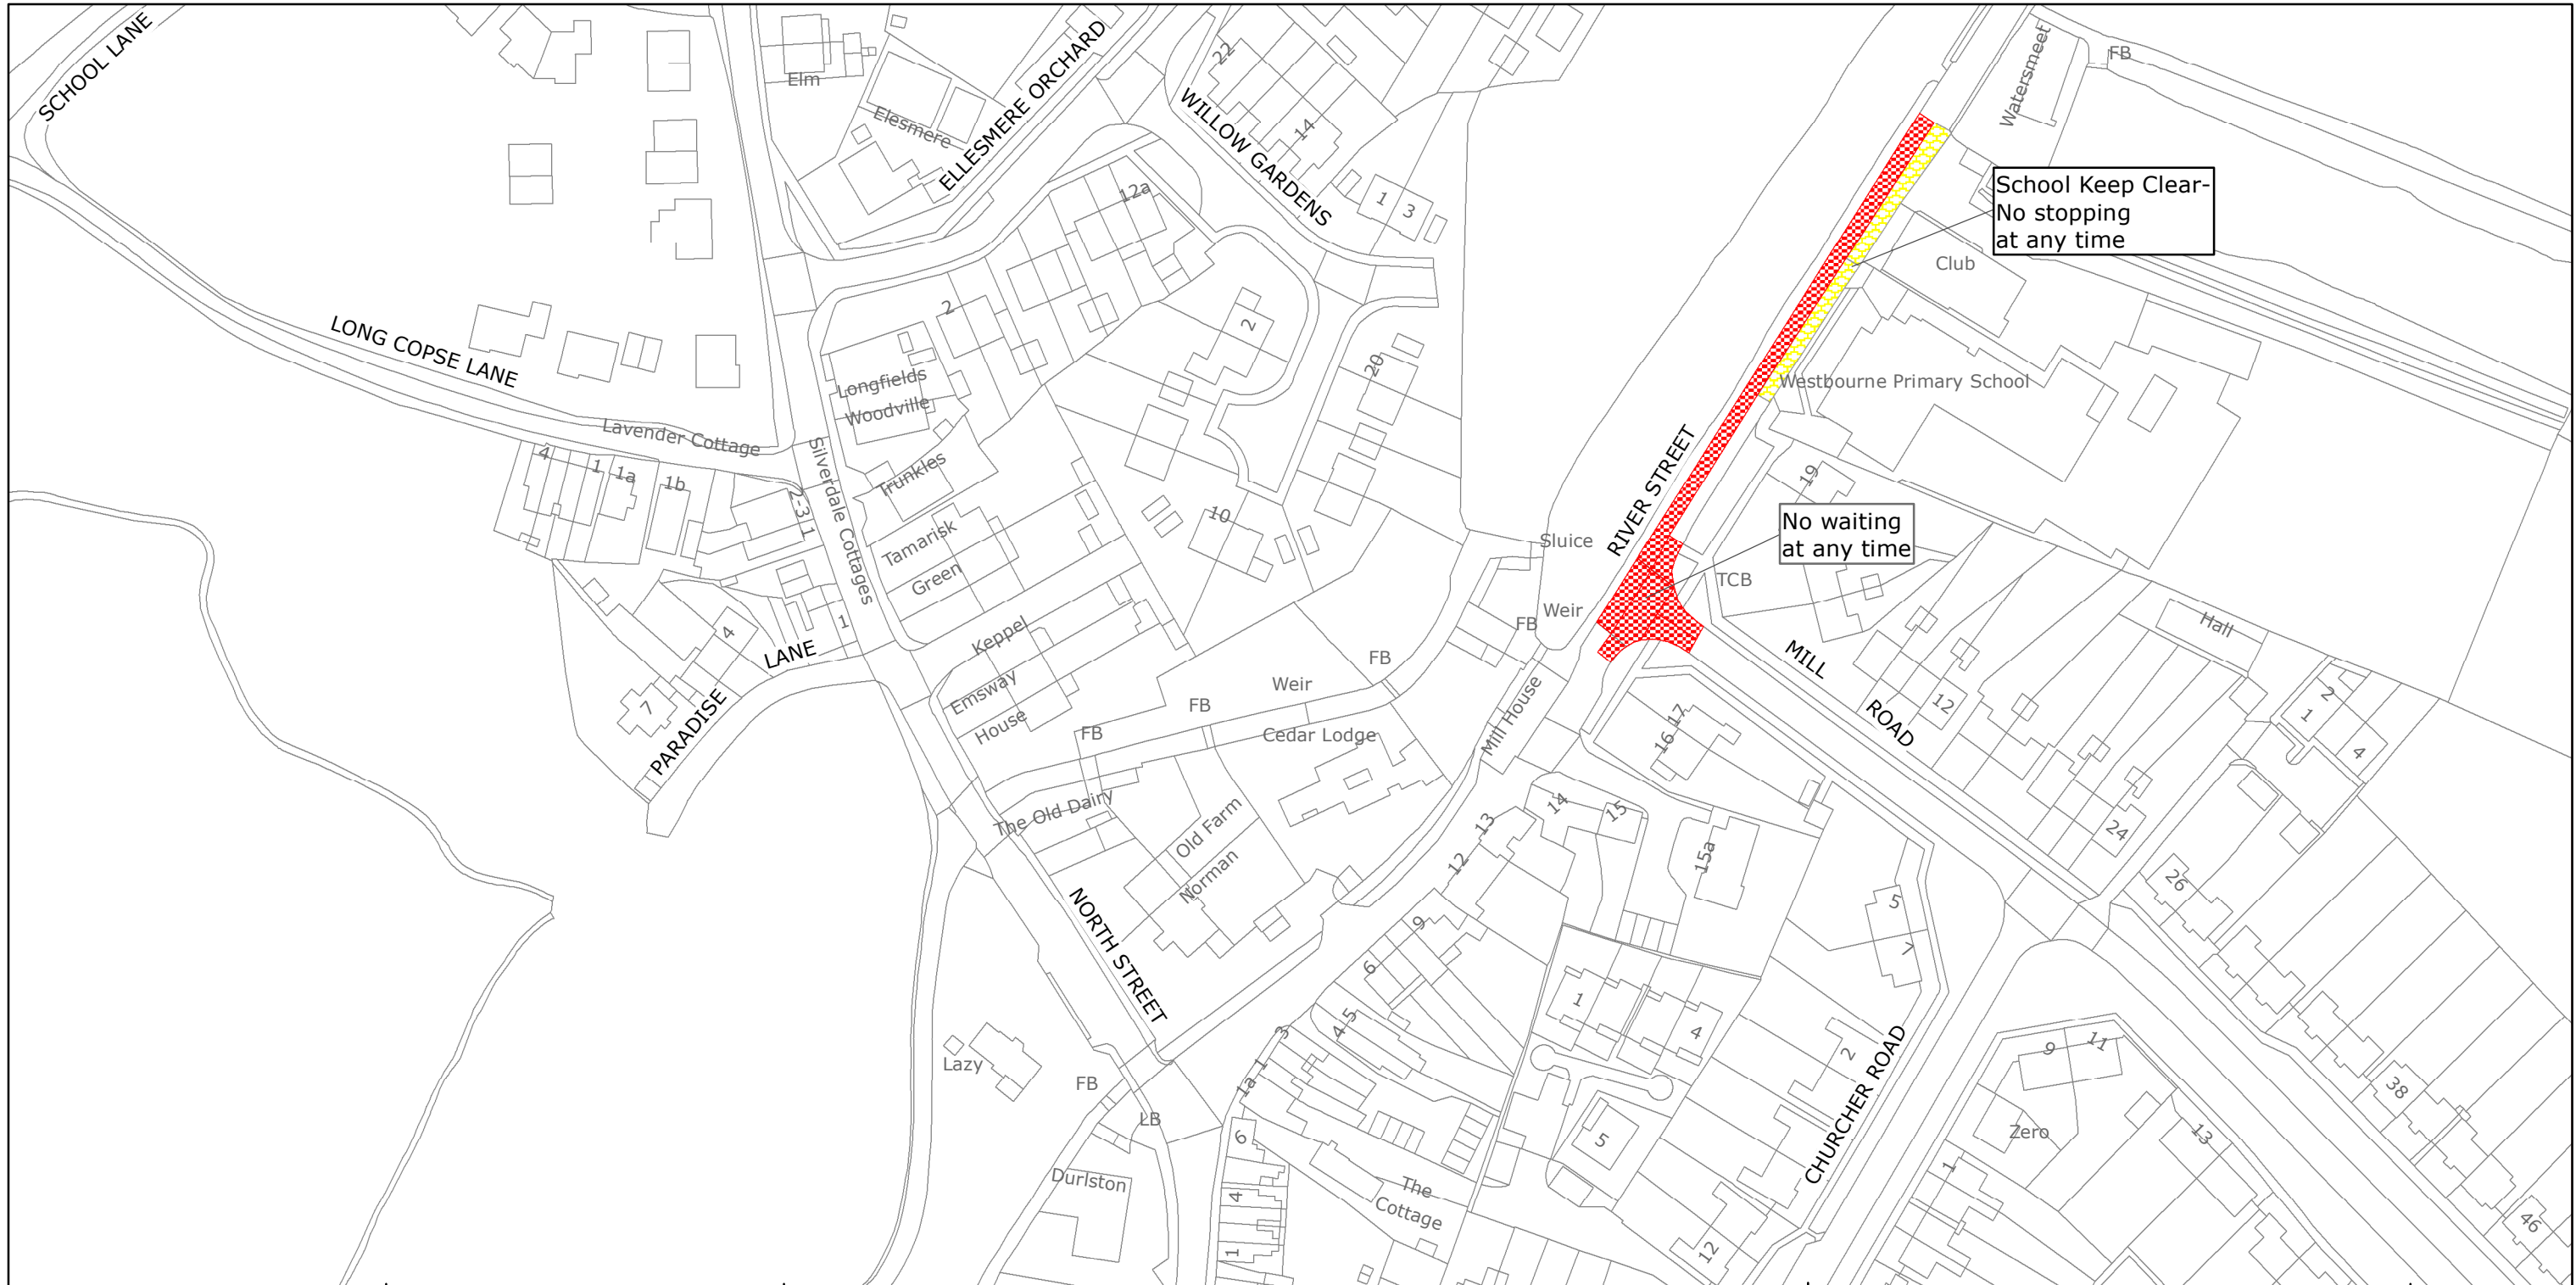 SCHOOL LANE
Elm
Elesmere
ELLESMERE ORCHARD
22
WILLOW GARDENS
14
12a
1
3
Watersmeet
FB
School Keep Clear-
No stopping
at any time
Club
LONG COPSE LANE
2
2
20
Longfields
Woodville
Westbourne Primary School
Lavender Cottage
Silverdale Cottages
Trunkles
4
1
1a
1b
2-3
1
RIVER STREET
19
10
No waiting
at any time
Tamarisk
Green
Sluice
TCB
Weir
FB
1
4
LANE
Keppel
Hall
MILL
FB
Emsway
House
Weir
FB
Mill House
7
PARADISE
12
ROAD
2
1
4
17
16
FB
Cedar Lodge
The Old Dairy
Old Farm
Norman
13
14
15
12
15a
24
26
NORTH STREET
9
6
5
7
1
4
4-5
3
1
1a
2
CHURCHER ROAD
9
11
Lazy
FB
LB
38
6
5
Zero
13
Durlston
The
Cottage
4
1
1
12
46